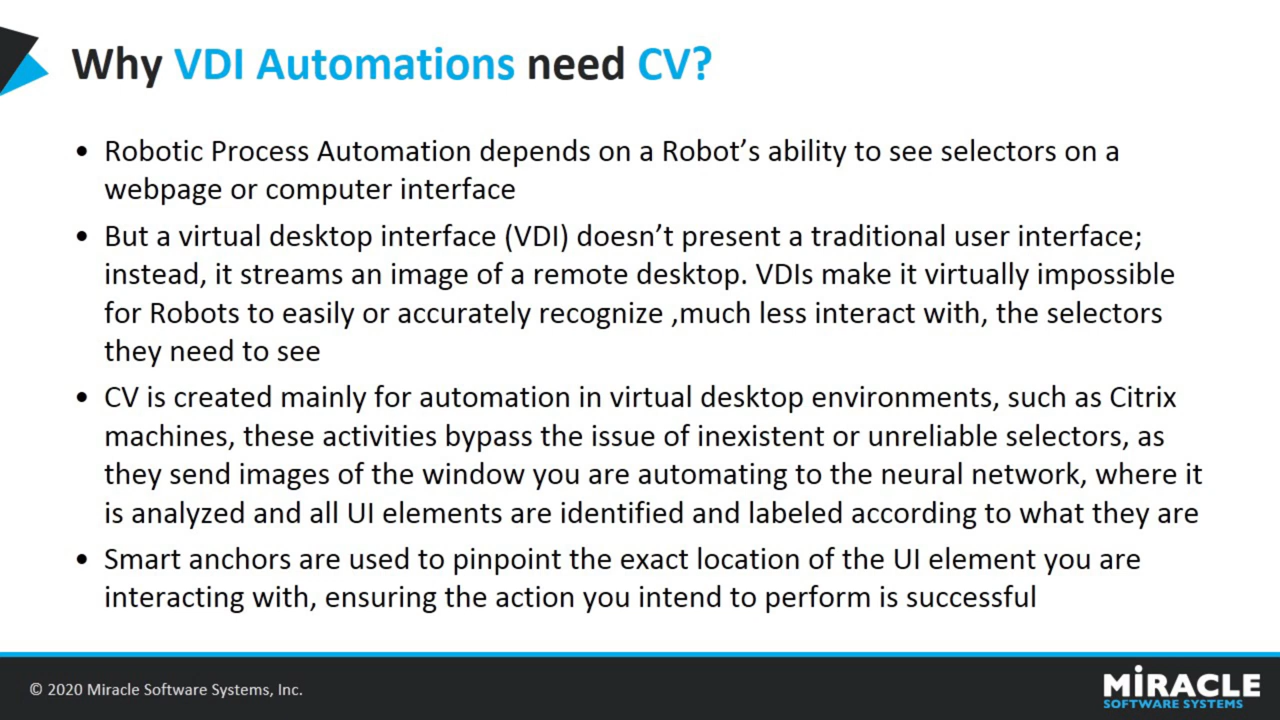 Why VDI Automations need CV?
• Robotic Process Automation depends on a Robot's ability to see selectors on a
webpage or computer interface
• But a virtual desktop interface (VDI) doesn't present a traditional user interface;
instead, it streams an image of a remote desktop. VDIs make it virtually impossible
for Robots to easily or accurately recognize ,much less interact with, the selectors
they need to see
• CV is created mainly for automation in virtual desktop environments, such as Citrix
machines, these activities bypass the issue of inexistent or unreliable selectors, as
they send images of the window you are automating to the neural network, where it
is analyzed and all UI elements are identified and labeled according to what they are
• Smart anchors are used to pinpoint the exact location of the UI element you are
interacting with, ensuring the action you intend to perform is successful
© 2020 Miracle Software Systems, Inc.
MiRACLE
SOFTWARE SYSTEMS